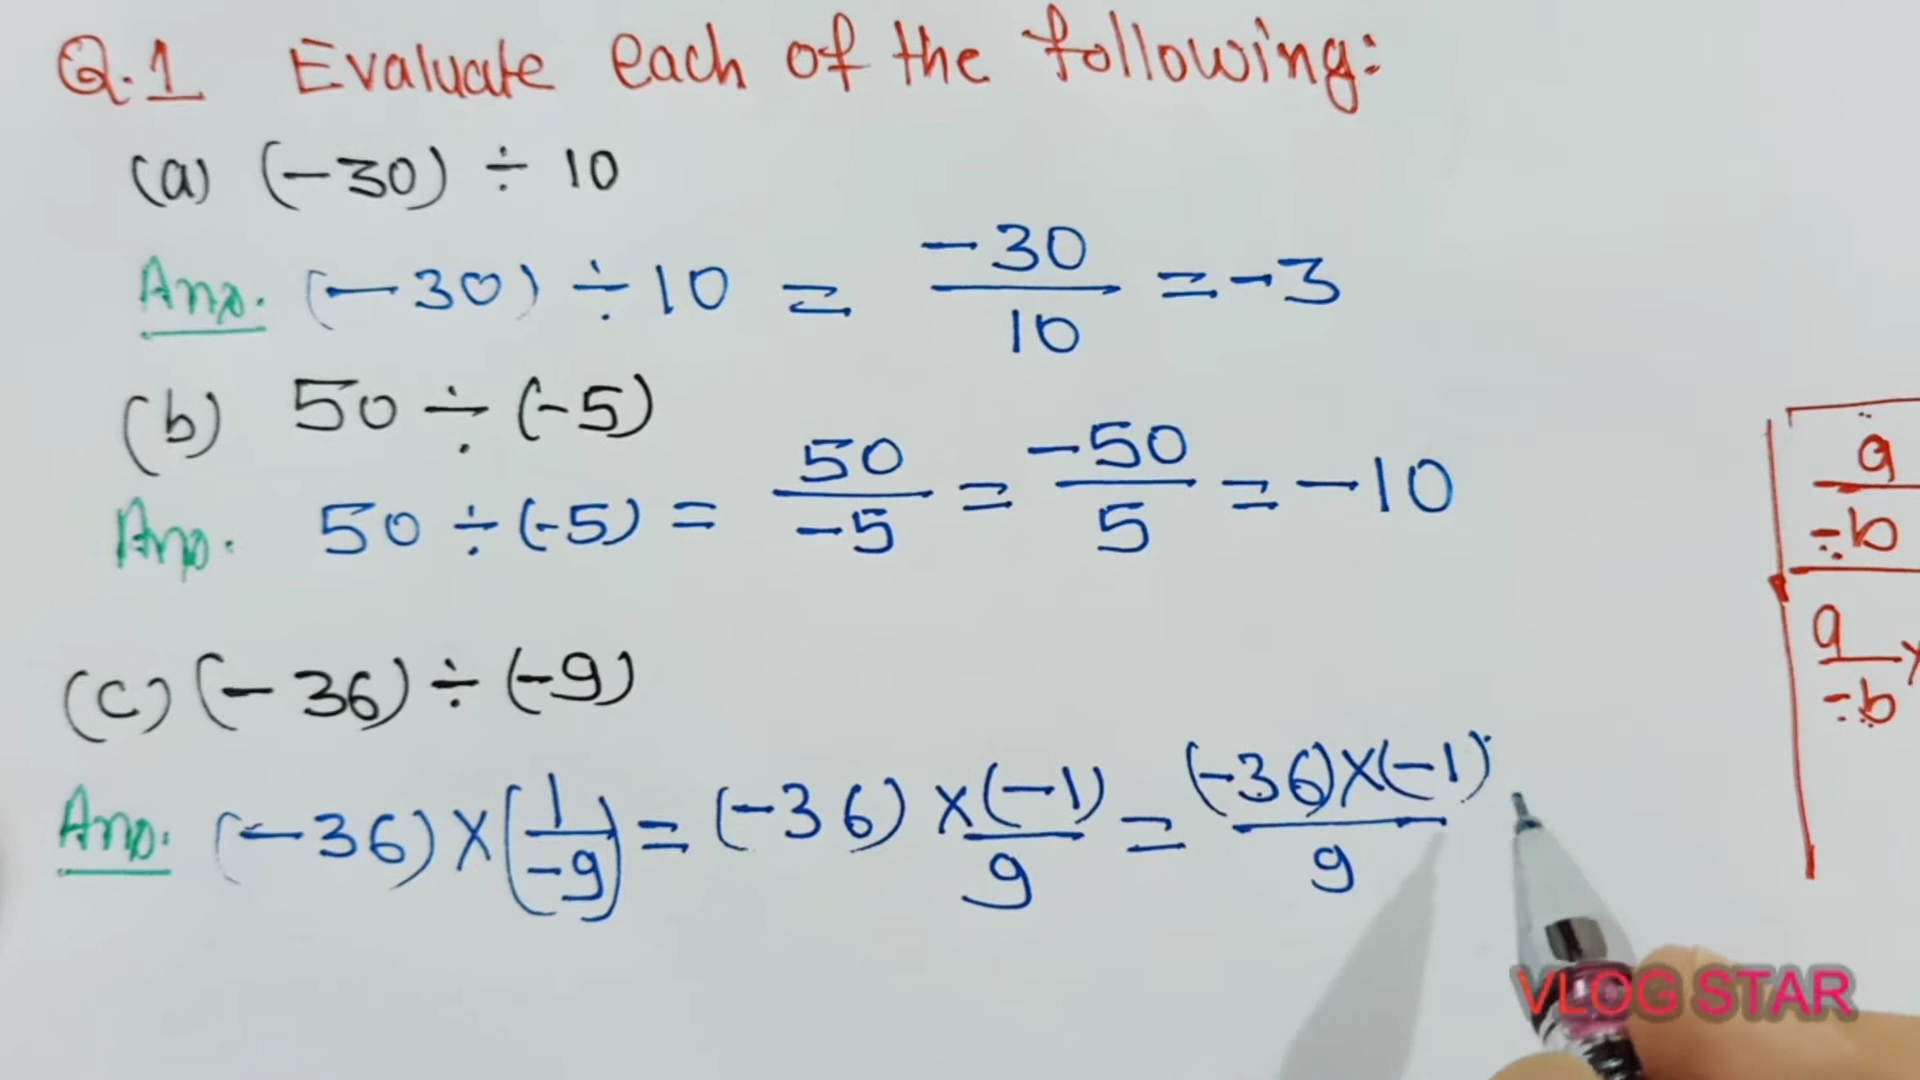 Q.1 Evaluate each of the following:
(a) (-30) ÷ 10
Ans. (-30) ÷ 10 = -30/10 = -3
(b) 50 ÷ (-5)
Ans. 50 ÷ (-5) = 50/-5 = -50/5 = -10
(c) (-36) ÷ (-9)
Ans. (-36) × (1/-9) = (-36) × (-1)/9 = (-36)×(-1)/9
a/-b
a/-b ×
VLOG STAR